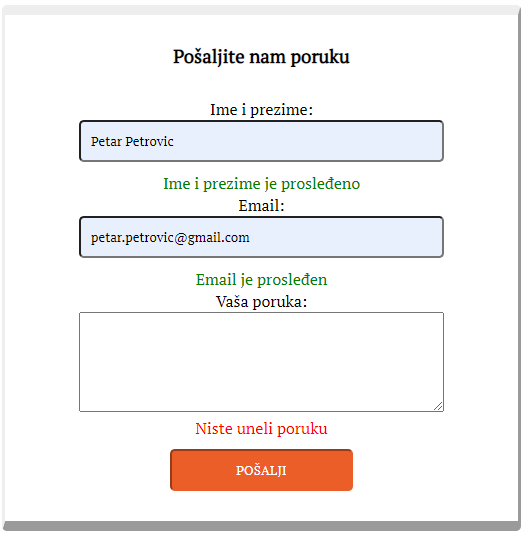 Pošaljite nam poruku
Ime i prezime:
Petar Petrovic
Ime i prezime je prosleđeno
Email:
petar.petrovic@gmail.com
Email je prosleđen
Vaša poruka:
Niste uneli poruku
POŠALJI